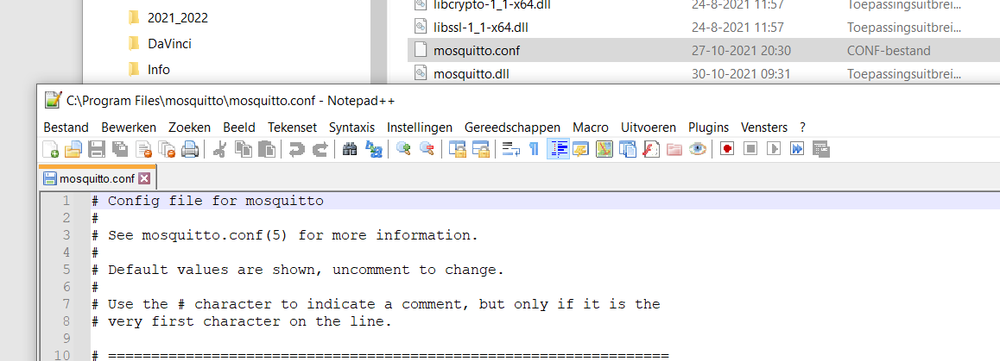 libcrypto-1_1-x64.dll 24-8-2021 11:57 Toepassingsuitbrei...
2021_2022
libssl-1_1-x64.dll 24-8-2021 11:57 Toepassingsuitbrei...
DaVinci
mosquitto.conf 27-10-2021 20:30 CONF-bestand
Info
mosquitto.dll 30-10-2021 09:31 Toepassingsuitbrei...
C:\Program Files\mosquitto\mosquitto.conf - Notepad++
Bestand Bewerken Zoeken Beeld Tekenset Syntaxis Instellingen Gereedschappen Macro Uitvoeren Plugins Vensters ?
mosquitto.conf
1 # Config file for mosquitto
2 #
3 # See mosquitto.conf(5) for more information.
4 #
5 # Default values are shown, uncomment to change.
6 #
7 # Use the # character to indicate a comment, but only if it is the
8 # very first character on the line.
9
10 # =================================================================